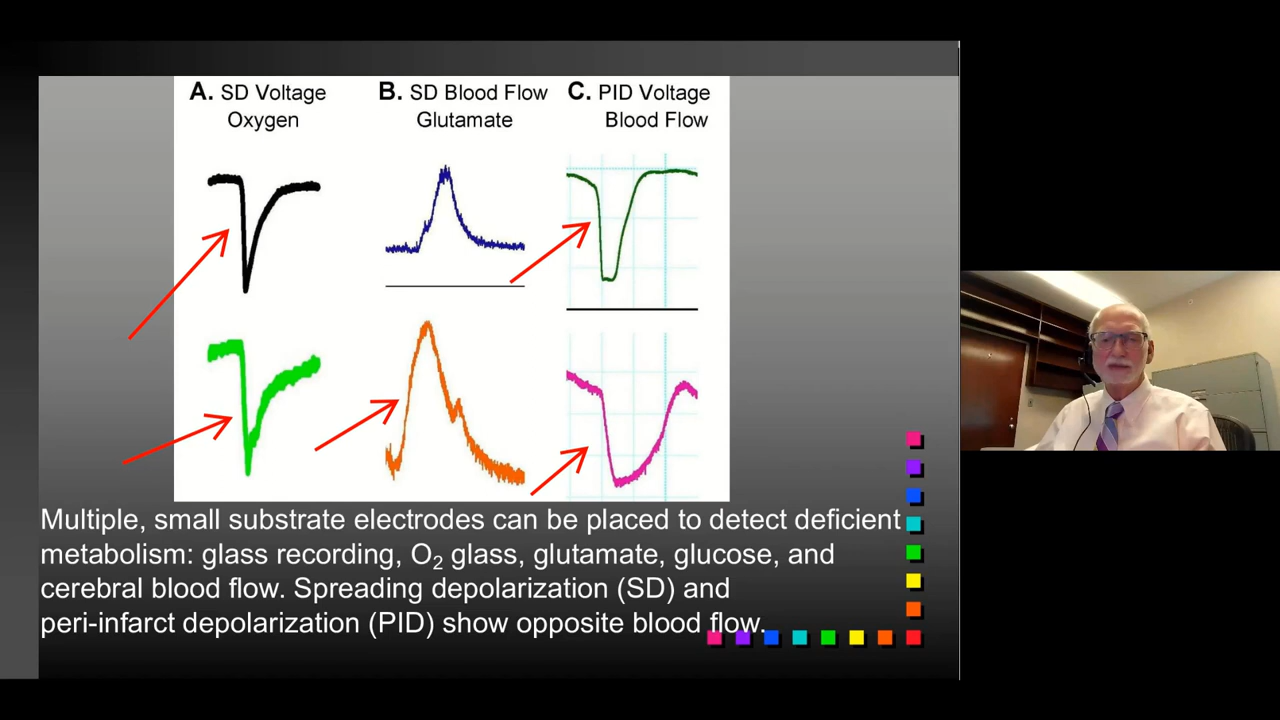 A. SD Voltage
Oxygen
B. SD Blood Flow
Glutamate
C. PID Voltage
Blood Flow
Multiple, small substrate electrodes can be placed to detect deficient
metabolism: glass recording, O₂ glass, glutamate, glucose, and
cerebral blood flow. Spreading depolarization (SD) and
peri-infarct depolarization (PID) show opposite blood flow.